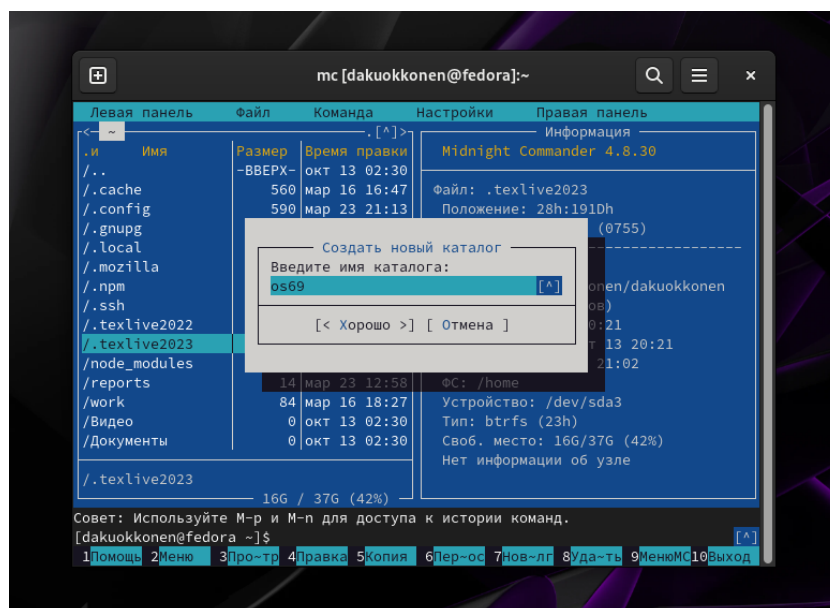 mc [dakuokkonen@fedora]:~
Левая панель Файл Команда Настройки Правая панель
<─ ~ .[^]>
.и Имя Размер Время правки
/.. -ВВЕРХ- окт 13 02:30
/.cache 560 мар 16 16:47
/.config 590 мар 23 21:13
/.gnupg
/.local
/.mozilla
/.npm
/.ssh
/.texlive2022
/.texlive2023
/node_modules
/reports 14 мар 23 12:58
/work 84 мар 16 18:27
/Видео 0 окт 13 02:30
/Документы 0 окт 13 02:30
/.texlive2023
16G / 37G (42%)
Информация
Midnight Commander 4.8.30
Файл: .texlive2023
Положение: 28h:191Dh
(0755)
onen/dakuokkonen
ов)
0:21
т 13 20:21
21:02
ФС: /home
Устройство: /dev/sda3
Тип: btrfs (23h)
Своб. место: 16G/37G (42%)
Нет информации об узле
Создать новый каталог
Введите имя каталога:
os69 [^]
[< Хорошо >] [ Отмена ]
Совет: Используйте M-p и M-n для доступа к истории команд.
[dakuokkonen@fedora ~]$ [^]
1Помощь 2Меню 3Про~тр 4Правка 5Копия 6Пер~ос 7Нов~лг 8Уда~ть 9МенюMC 10Выход